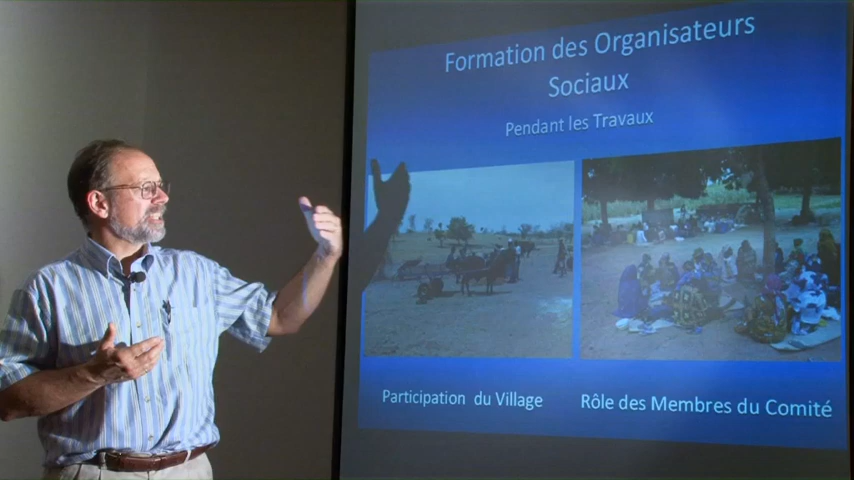 Formation des Organisateurs
Sociaux
Pendant les Travaux
Participation du Village
Rôle des Membres du Comité